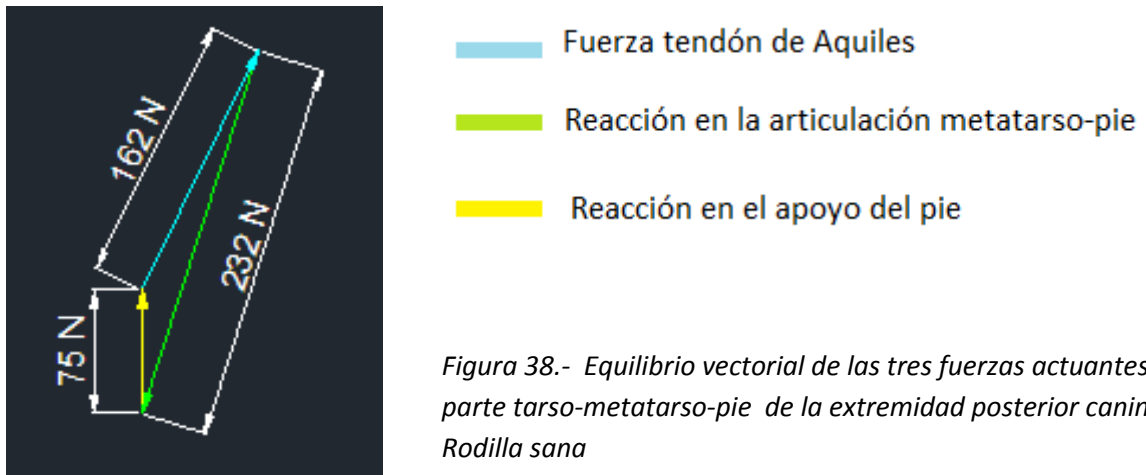 162 N
232 N
75 N
Fuerza tendón de Aquiles
Reacción en la articulación metatarso-pie
Reacción en el apoyo del pie
Figura 38.- Equilibrio vectorial de las tres fuerzas actuantes
parte tarso-metatarso-pie de la extremidad posterior canin
Rodilla sana